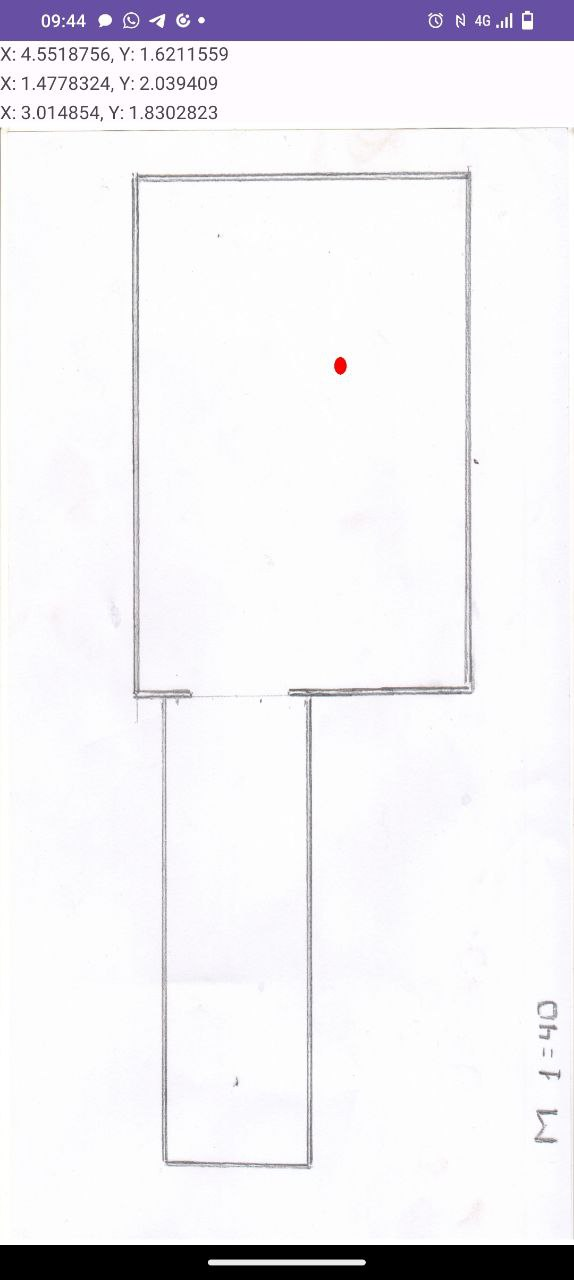 09:44
4G
X: 4.5518756, Y: 1.6211559
X: 1.4778324, Y: 2.039409
X: 3.014854, Y: 1.8302823
M 1=40